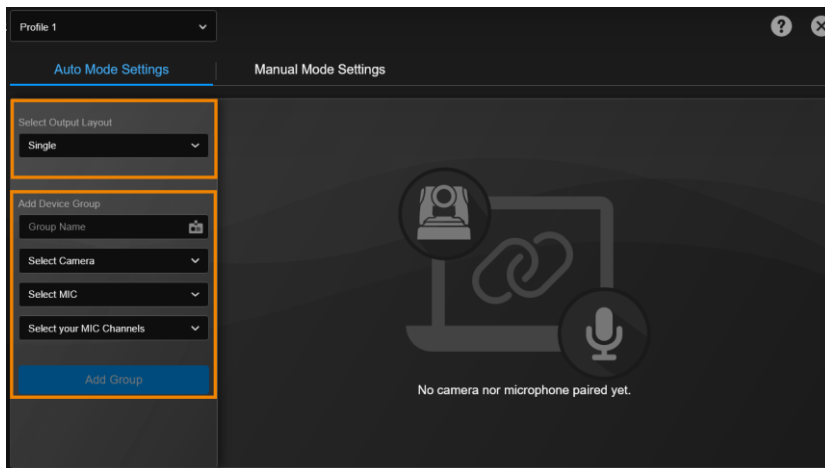 Profile 1
?
Auto Mode Settings
Manual Mode Settings
Select Output Layout
Single
Add Device Group
Group Name
Select Camera
Select MIC
Select your MIC Channels
Add Group
No camera nor microphone paired yet.